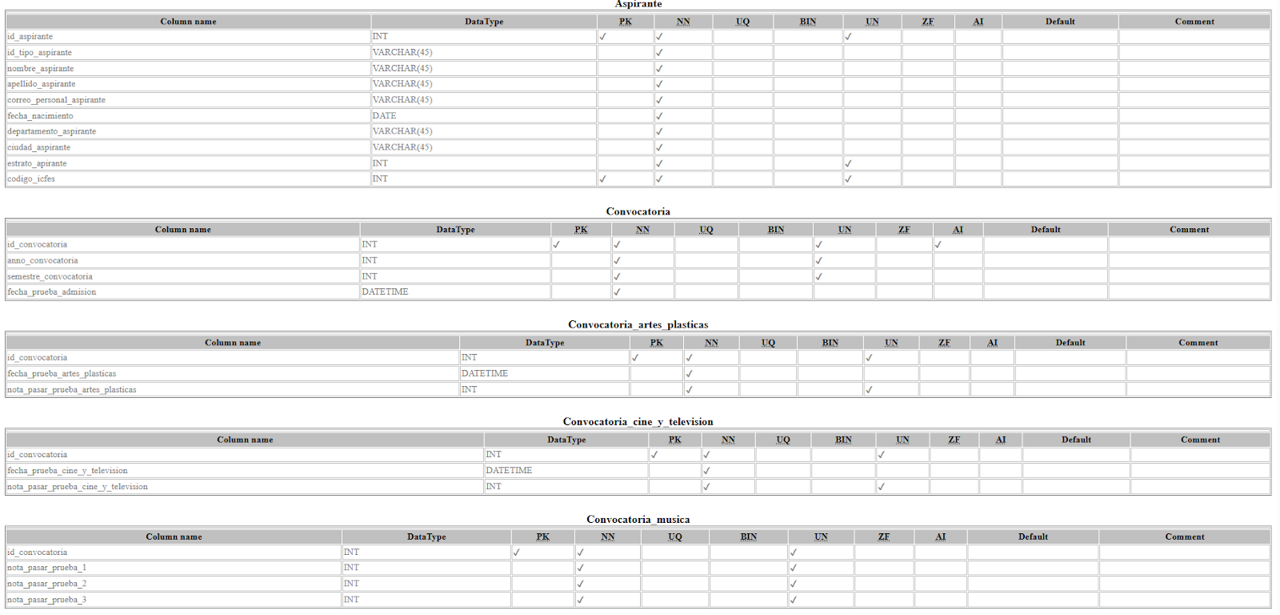 Aspirante
Column name DataType PK NN UQ BIN UN ZF AI Default Comment
id_aspirante INT ✓ ✓ ✓
id_tipo_aspirante VARCHAR(45) ✓
nombre_aspirante VARCHAR(45) ✓
apellido_aspirante VARCHAR(45) ✓
correo_personal_aspirante VARCHAR(45) ✓
fecha_nacimiento DATE ✓
departamento_aspirante VARCHAR(45) ✓
ciudad_aspirante VARCHAR(45) ✓
estrato_apirante INT ✓ ✓
codigo_icfes INT ✓ ✓ ✓
Convocatoria
Column name DataType PK NN UQ BIN UN ZF AI Default Comment
id_convocatoria INT ✓ ✓ ✓ ✓
anno_convocatoria INT ✓ ✓
semestre_convocatoria INT ✓ ✓
fecha_prueba_admision DATETIME ✓
Convocatoria_artes_plasticas
Column name DataType PK NN UQ BIN UN ZF AI Default Comment
id_convocatoria INT ✓ ✓ ✓
fecha_prueba_artes_plasticas DATETIME ✓
nota_pasar_prueba_artes_plasticas INT ✓ ✓
Convocatoria_cine_y_television
Column name DataType PK NN UQ BIN UN ZF AI Default Comment
id_convocatoria INT ✓ ✓ ✓
fecha_prueba_cine_y_television DATETIME ✓
nota_pasar_prueba_cine_y_television INT ✓ ✓
Convocatoria_musica
Column name DataType PK NN UQ BIN UN ZF AI Default Comment
id_convocatoria INT ✓ ✓ ✓
nota_pasar_prueba_1 INT ✓ ✓
nota_pasar_prueba_2 INT ✓ ✓
nota_pasar_prueba_3 INT ✓ ✓